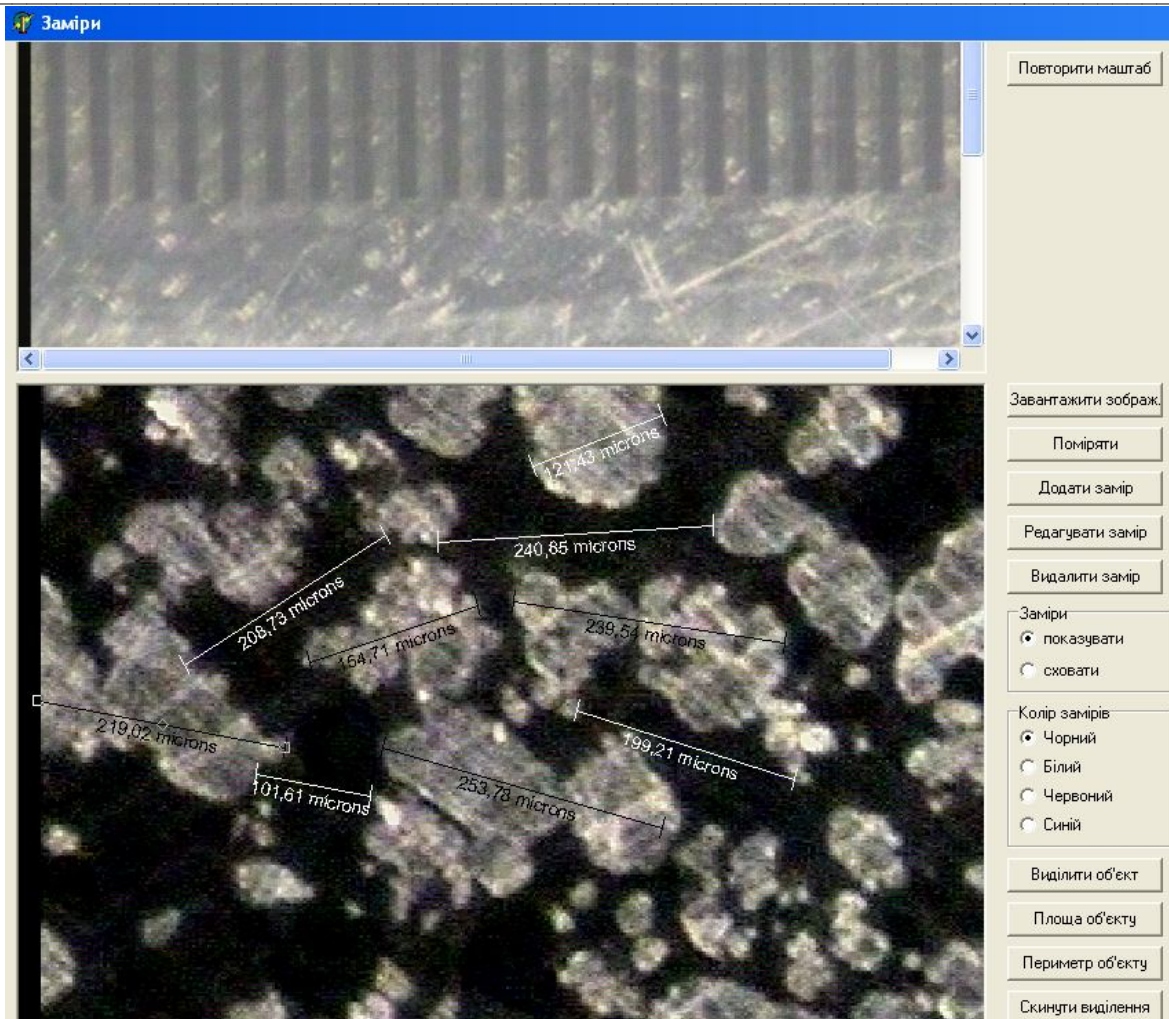 Заміри
Повторити маштаб
Завантажити зображ.
Поміряти
Додати замір
Редагувати замір
Видалити замір
Заміри
показувати
сховати
Колір замірів
Чорний
Білий
Червоний
Синій
Виділити об'єкт
Площа об'єкту
Периметр об'єкту
Скинути виділення
121,43 microns
240,85 microns
208,73 microns
164,71 microns
239,54 microns
219,02 microns
199,21 microns
101,61 microns
253,78 microns